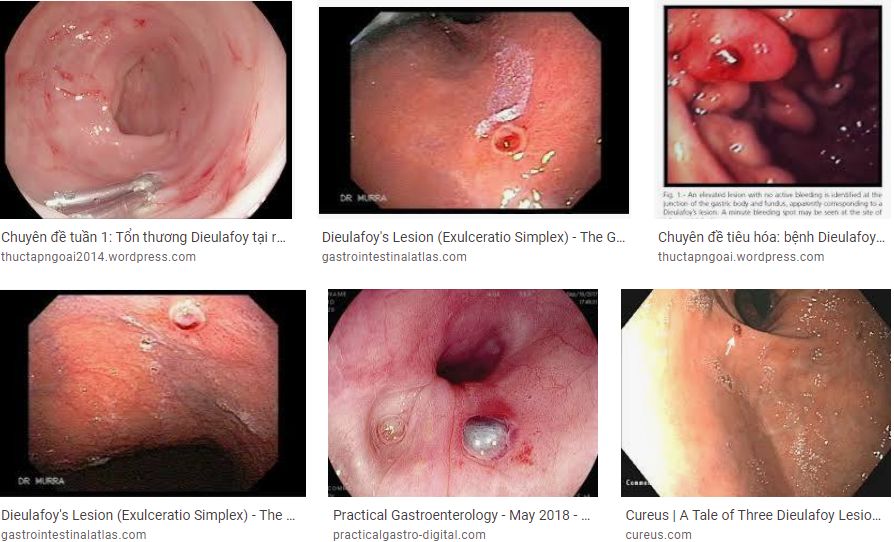 DR MURRA
Fig. 1.- An elevated lesion with no active bleeding is identified at the
junction of the gastric body and fundus, apparently corresponding to a
Dieulafoy's lesion. A minute bleeding spot may be seen at the site of
Chuyên đề tuần 1: Tổn thương Dieulafoy tại r...
thuctapngoai2014.wordpress.com
Dieulafoy's Lesion (Exulceratio Simplex) - The G...
gastrointestinalatlas.com
Chuyên đề tiêu hóa: bệnh Dieulafoy...
thuctapngoai.wordpress.com
DR MURRA
Dieulafoy's Lesion (Exulceratio Simplex) - The ...
gastrointestinalatlas.com
Practical Gastroenterology - May 2018 - ...
practicalgastro-digital.com
Comm
Cureus | A Tale of Three Dieulafoy Lesio...
cureus.com